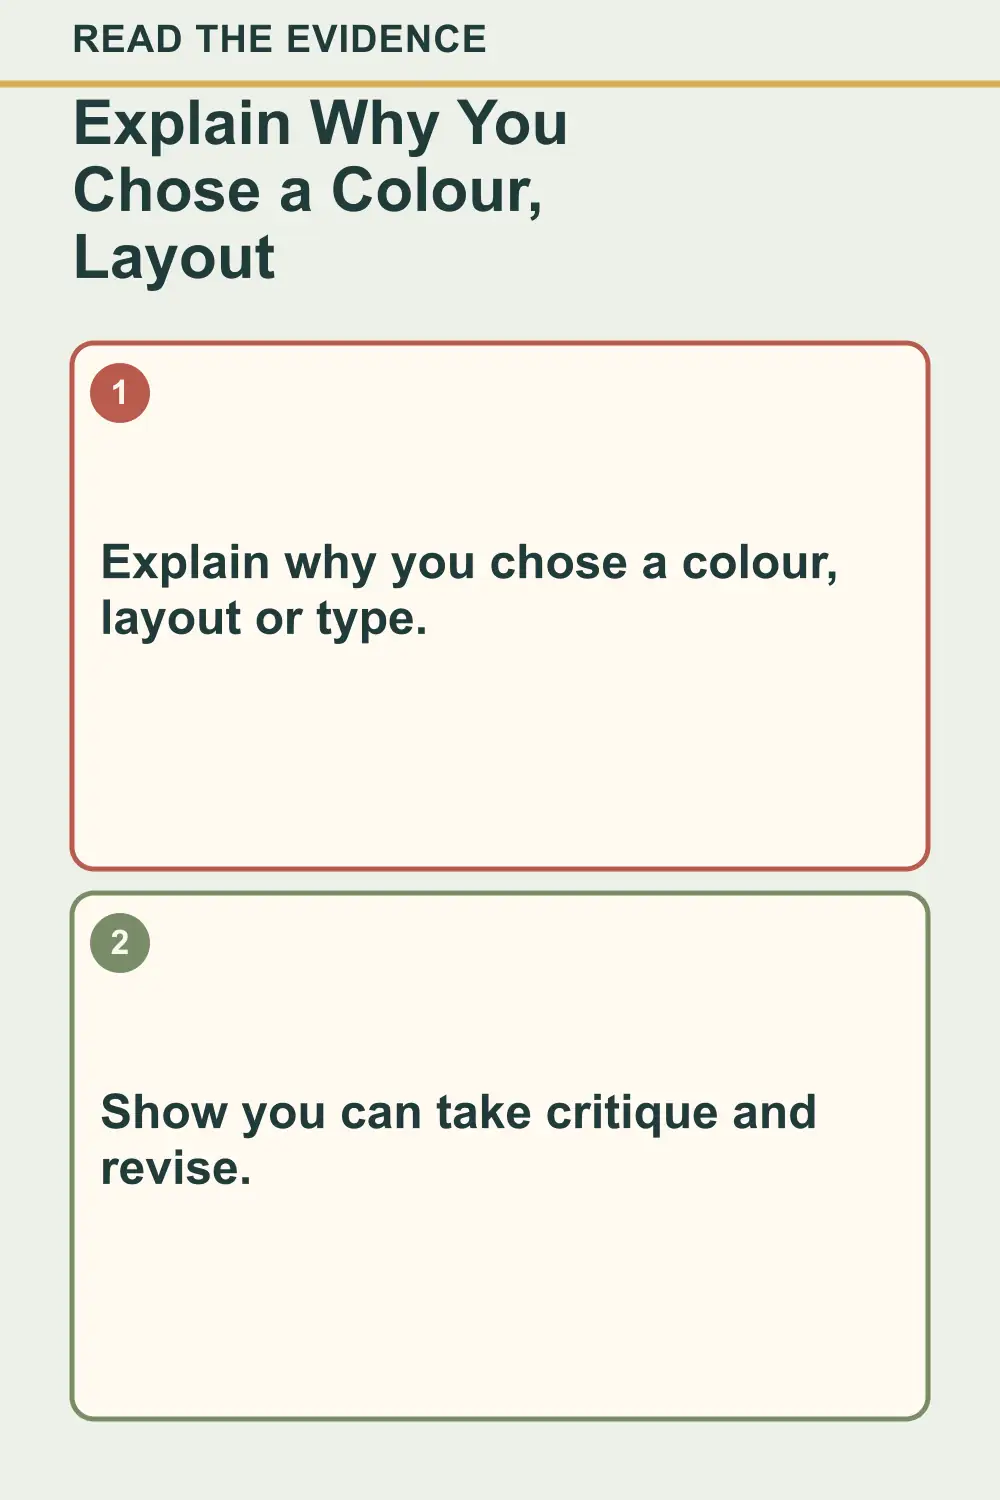 READ THE EVIDENCE
Explain Why You
Chose a Colour,
Layout
1
Explain why you chose a colour,
layout or type.
2
Show you can take critique and
revise.